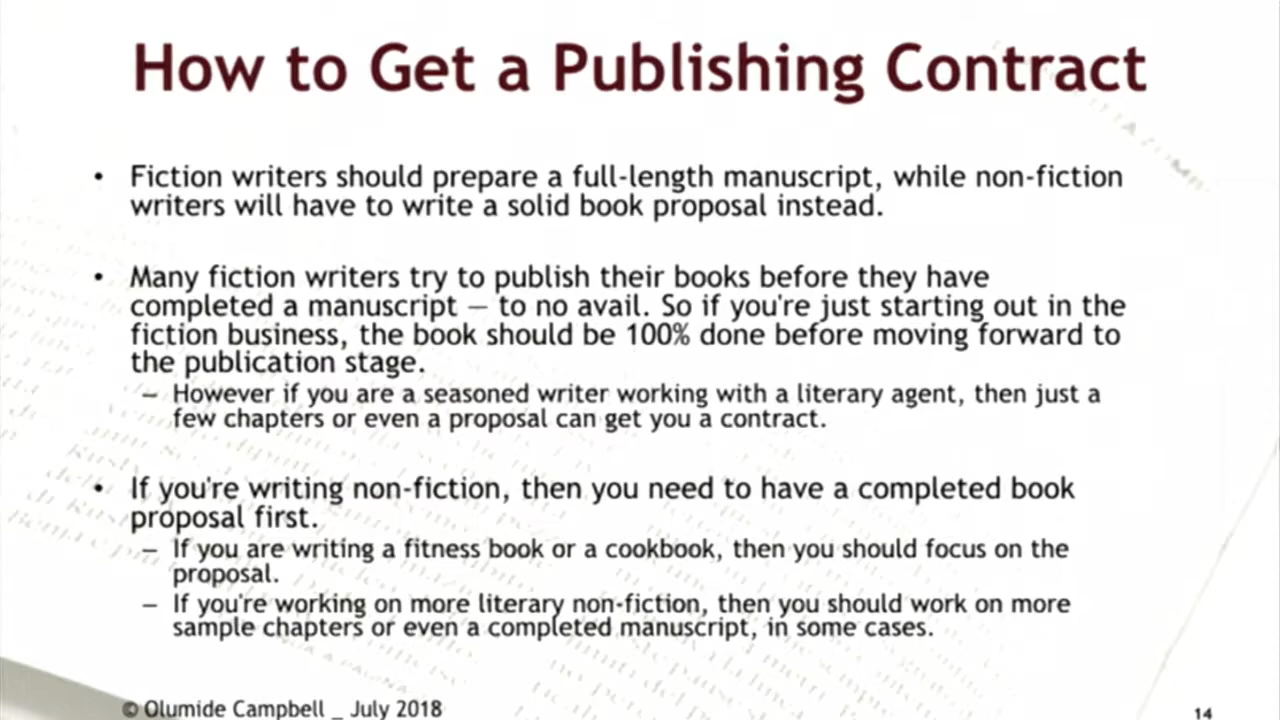 How to Get a Publishing Contract
• Fiction writers should prepare a full-length manuscript, while non-fiction
writers will have to write a solid book proposal instead.
• Many fiction writers try to publish their books before they have
completed a manuscript — to no avail. So if you're just starting out in the
fiction business, the book should be 100% done before moving forward to
the publication stage.
– However if you are a seasoned writer working with a literary agent, then just a
few chapters or even a proposal can get you a contract.
• If you're writing non-fiction, then you need to have a completed book
proposal first.
– If you are writing a fitness book or a cookbook, then you should focus on the
proposal.
– If you're working on more literary non-fiction, then you should work on more
sample chapters or even a completed manuscript, in some cases.
© Olumide Campbell _ July 2018
14